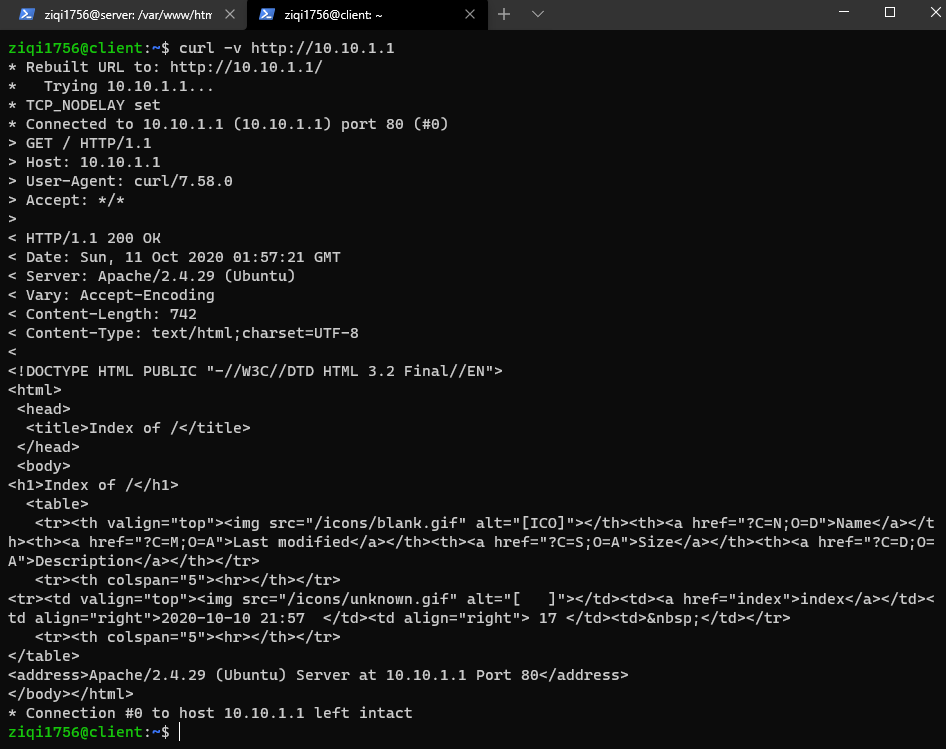 ziqi1756@server: /var/www/htm
ziqi1756@client: ~
ziqi1756@client:~$ curl -v http://10.10.1.1
* Rebuilt URL to: http://10.10.1.1/
*   Trying 10.10.1.1...
* TCP_NODELAY set
* Connected to 10.10.1.1 (10.10.1.1) port 80 (#0)
> GET / HTTP/1.1
> Host: 10.10.1.1
> User-Agent: curl/7.58.0
> Accept: */*
>
< HTTP/1.1 200 OK
< Date: Sun, 11 Oct 2020 01:57:21 GMT
< Server: Apache/2.4.29 (Ubuntu)
< Vary: Accept-Encoding
< Content-Length: 742
< Content-Type: text/html;charset=UTF-8
<
<!DOCTYPE HTML PUBLIC "-//W3C//DTD HTML 3.2 Final//EN">
<html>
 <head>
  <title>Index of /</title>
 </head>
 <body>
<h1>Index of /</h1>
  <table>
   <tr><th valign="top"><img src="/icons/blank.gif" alt="[ICO]"></th><th><a href="?C=N;O=D">Name</a></t
h><th><a href="?C=M;O=A">Last modified</a></th><th><a href="?C=S;O=A">Size</a></th><th><a href="?C=D;O=
A">Description</a></th></tr>
   <tr><th colspan="5"><hr></th></tr>
<tr><td valign="top"><img src="/icons/unknown.gif" alt="[   ]"></td><td><a href="index">index</a></td><
td align="right">2020-10-10 21:57  </td><td align="right"> 17 </td><td>&nbsp;</td></tr>
   <tr><th colspan="5"><hr></th></tr>
</table>
<address>Apache/2.4.29 (Ubuntu) Server at 10.10.1.1 Port 80</address>
</body></html>
* Connection #0 to host 10.10.1.1 left intact
ziqi1756@client:~$